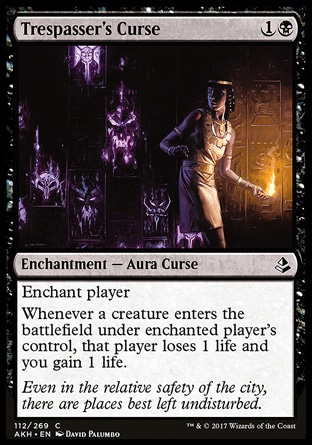 Trespasser's Curse 1
Enchantment — Aura Curse
Enchant player
Whenever a creature enters the
battlefield under enchanted player's
control, that player loses 1 life and
you gain 1 life.
Even in the relative safety of the city,
there are places best left undisturbed.
112/269 C
AKH • EN DAVID PALUMBO
™ & © 2017 Wizards of the Coast